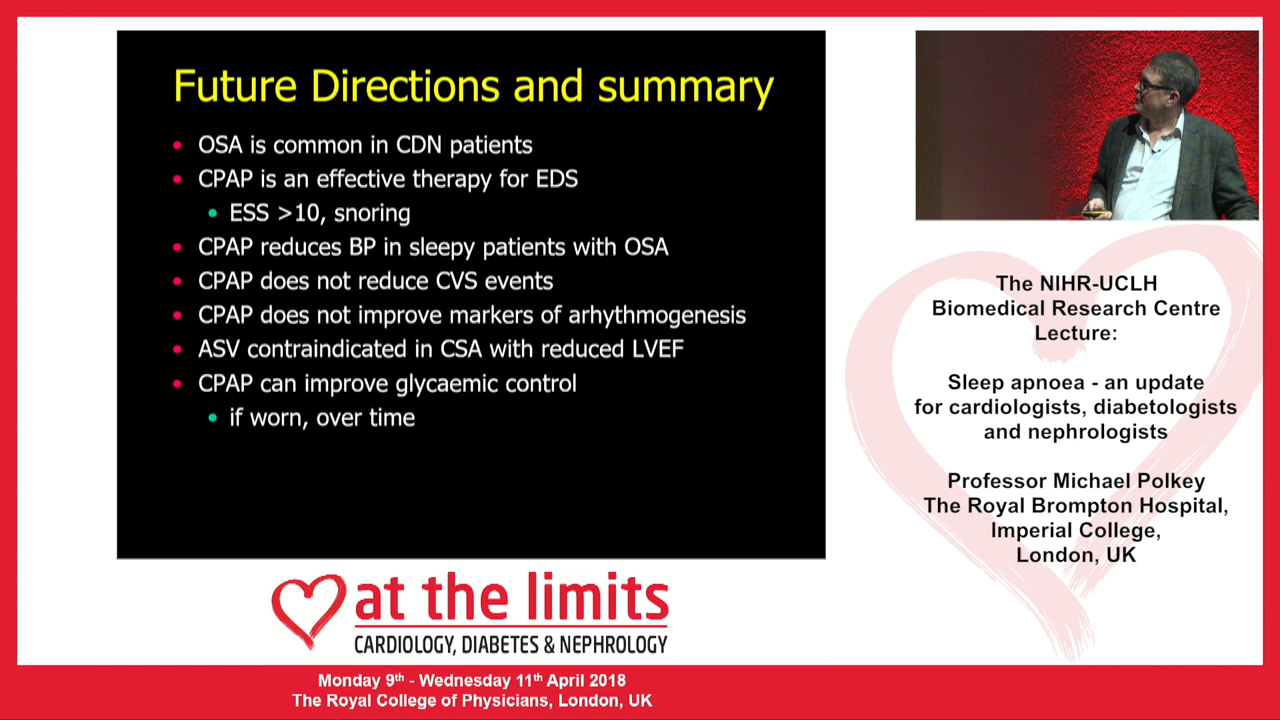 Future Directions and summary
• OSA is common in CDN patients
• CPAP is an effective therapy for EDS
• ESS >10, snoring
• CPAP reduces BP in sleepy patients with OSA
• CPAP does not reduce CVS events
• CPAP does not improve markers of arhythmogenesis
• ASV contraindicated in CSA with reduced LVEF
• CPAP can improve glycaemic control
• if worn, over time
The NIHR-UCLH
Biomedical Research Centre
Lecture:
Sleep apnoea - an update
for cardiologists, diabetologists
and nephrologists
Professor Michael Polkey
The Royal Brompton Hospital,
Imperial College,
London, UK
at the limits
CARDIOLOGY, DIABETES & NEPHROLOGY
Monday 9th - Wednesday 11th April 2018
The Royal College of Physicians, London, UK